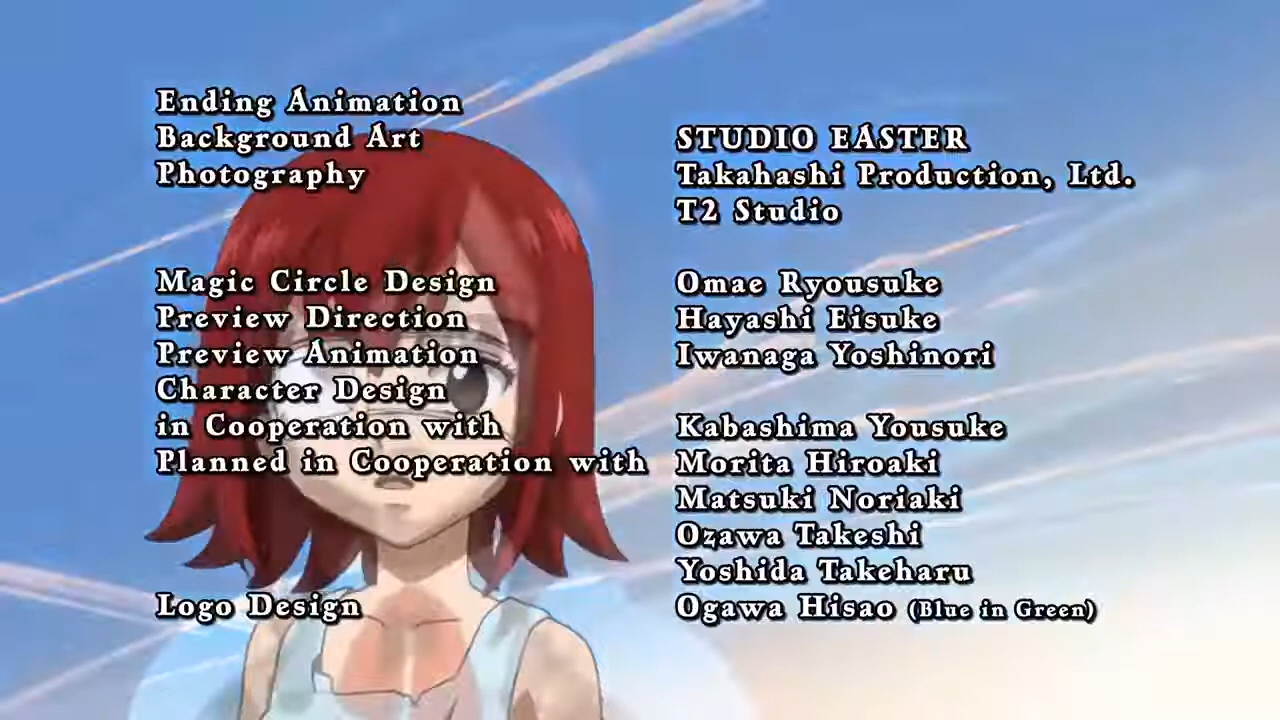 Ending Animation
Background Art STUDIO EASTER
Photography Takahashi Production, Ltd.
T2 Studio
Magic Circle Design Omae Ryousuke
Preview Direction Hayashi Eisuke
Preview Animation Iwanaga Yoshinori
Character Design
in Cooperation with Kabashima Yousuke
Planned in Cooperation with Morita Hiroaki
Matsuki Noriaki
Ozawa Takeshi
Yoshida Takeharu
Logo Design Ogawa Hisao (Blue in Green)